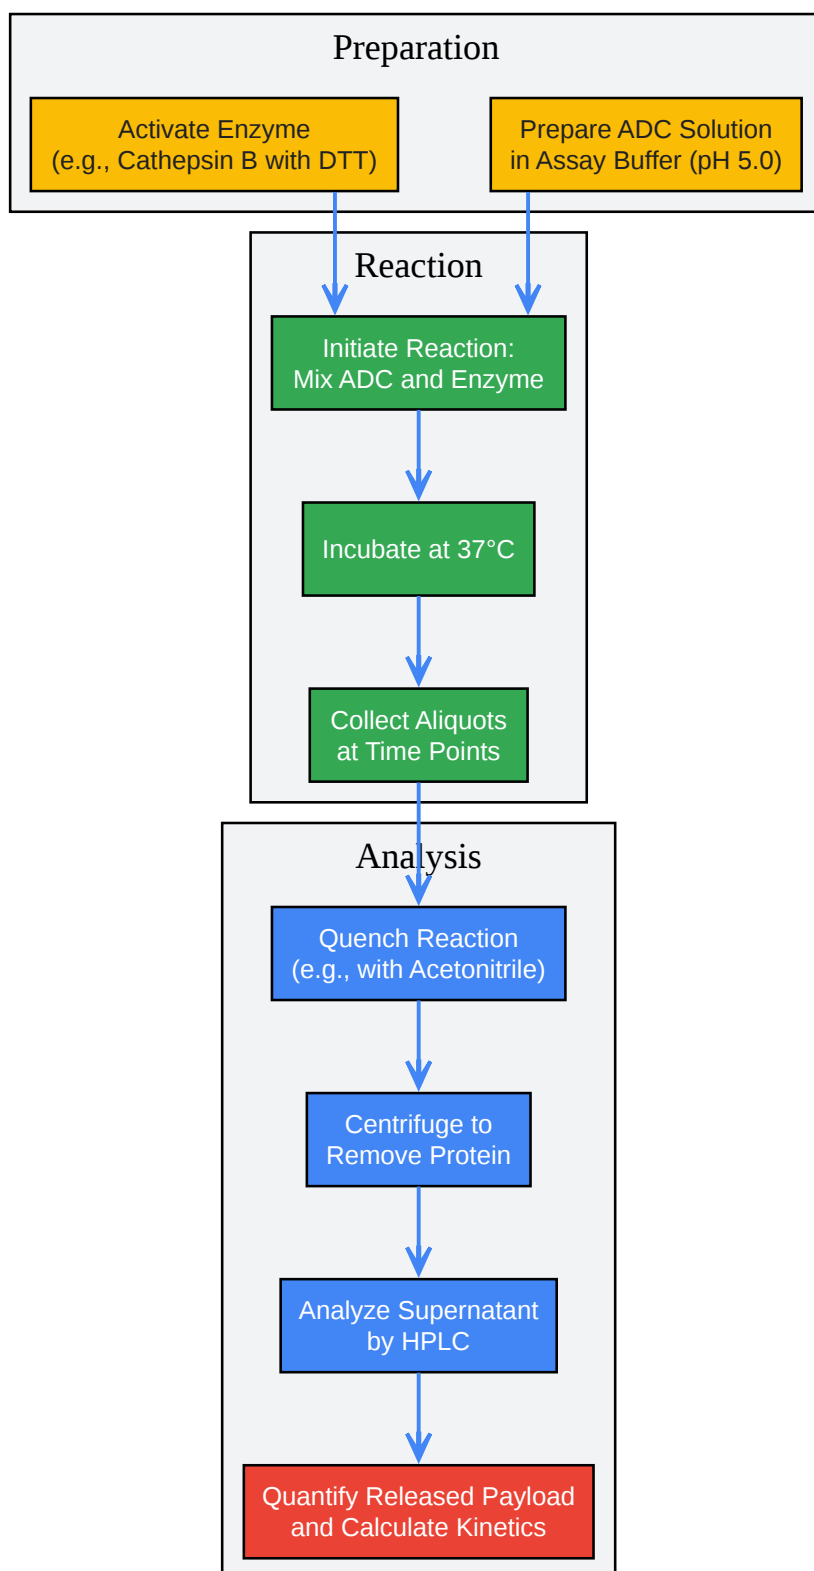 Preparation
Activate Enzyme
(e.g., Cathepsin B with DTT)
Prepare ADC Solution
in Assay Buffer (pH 5.0)
Reaction
Initiate Reaction:
Mix ADC and Enzyme
Incubate at 37°C
Collect Aliquots
at Time Points
Analysis
Quench Reaction
(e.g., with Acetonitrile)
Centrifuge to
Remove Protein
Analyze Supernatant
by HPLC
Quantify Released Payload
and Calculate Kinetics